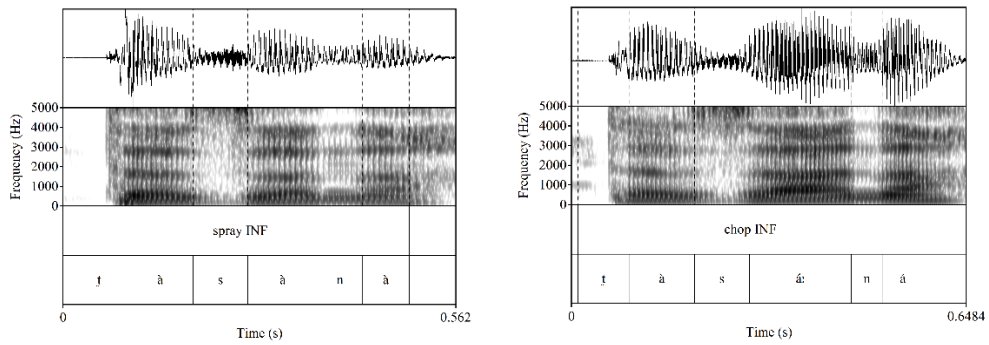 5000
4000
3000
2000
1000
0
Frequency (Hz)
spray INF
t̪ à s à n à
0 0.562
Time (s)
5000
4000
3000
2000
1000
0
Frequency (Hz)
chop INF
t̪ à s áː n á
0 0.6484
Time (s)